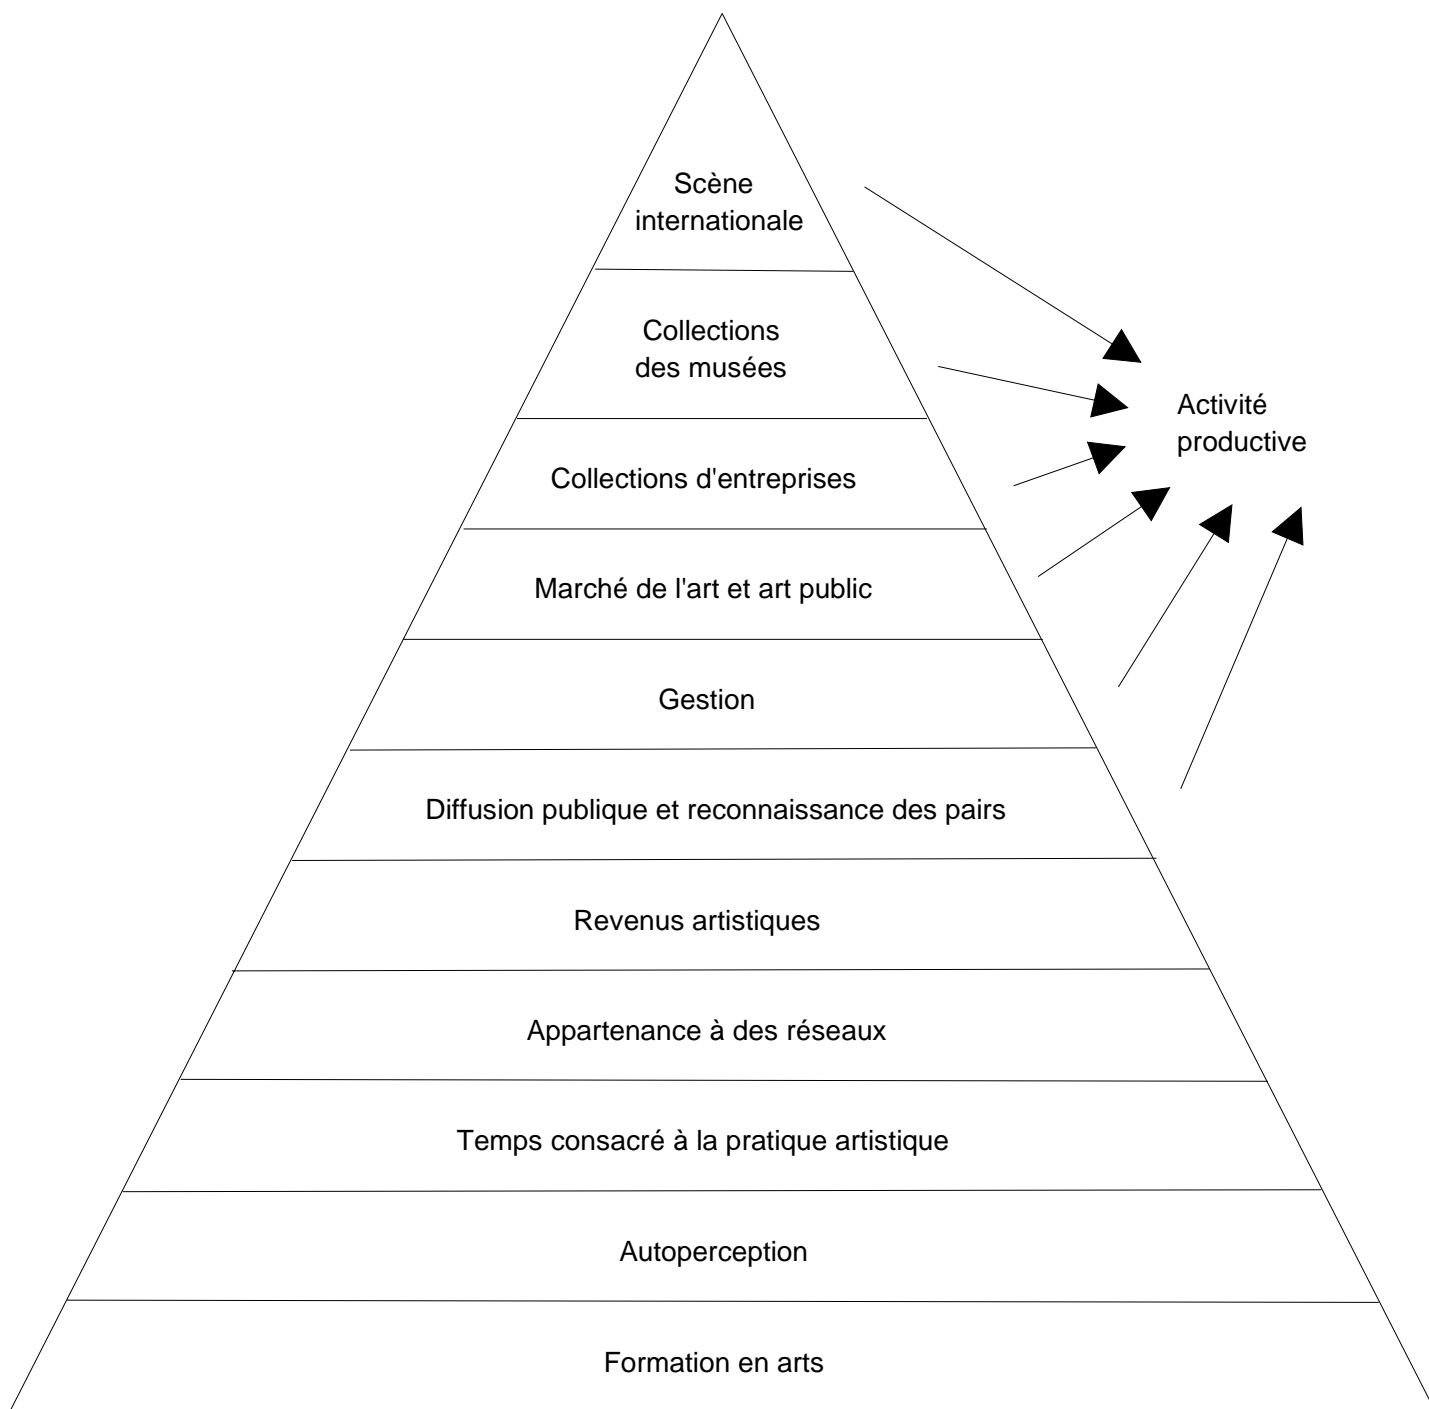 Scène
internationale
Collections
des musées
Activité
productive
Collections d'entreprises
Marché de l'art et art public
Gestion
Diffusion publique et reconnaissance des pairs
Revenus artistiques
Appartenance à des réseaux
Temps consacré à la pratique artistique
Autoperception
Formation en arts